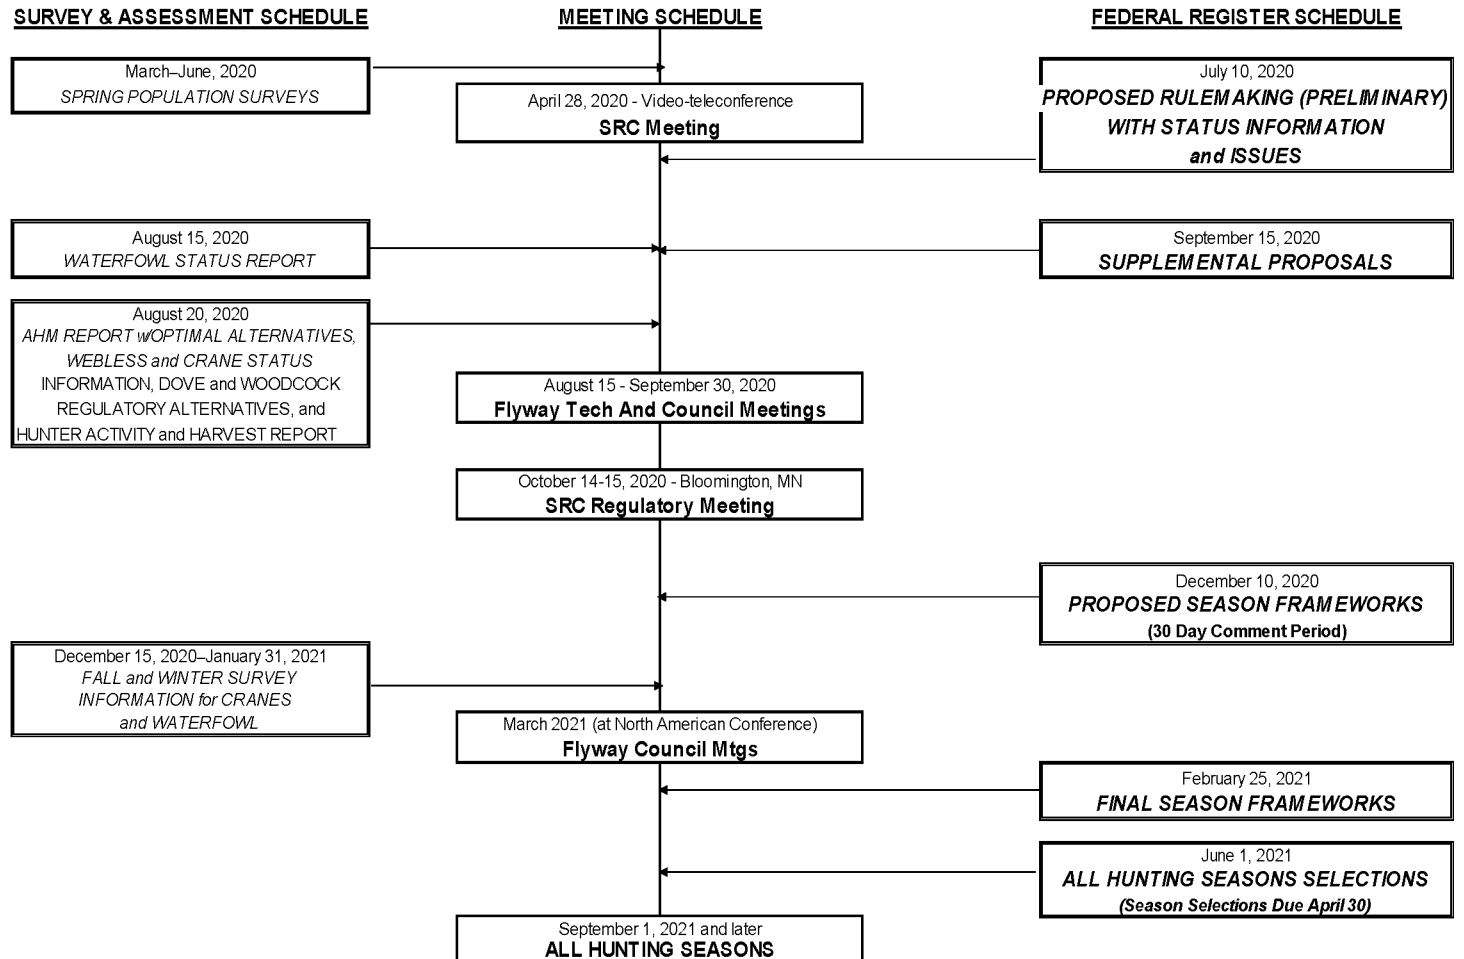 SURVEY & ASSESSMENT SCHEDULE
MEETING SCHEDULE
FEDERAL REGISTER SCHEDULE
March–June, 2020
SPRING POPULATION SURVEYS
April 28, 2020 - Video-teleconference
SRC Meeting
July 10, 2020
PROPOSED RULEMAKING (PRELIMINARY)
WITH STATUS INFORMATION
and ISSUES
August 15, 2020
WATERFOWL STATUS REPORT
September 15, 2020
SUPPLEMENTAL PROPOSALS
August 20, 2020
AHM REPORT w/OPTIMAL ALTERNATIVES,
WEBLESS and CRANE STATUS
INFORMATION, DOVE and WOODCOCK
REGULATORY ALTERNATIVES, and
HUNTER ACTIVITY and HARVEST REPORT
August 15 - September 30, 2020
Flyway Tech And Council Meetings
October 14-15, 2020 - Bloomington, MN
SRC Regulatory Meeting
December 10, 2020
PROPOSED SEASON FRAMEWORKS
(30 Day Comment Period)
December 15, 2020–January 31, 2021
FALL and WINTER SURVEY
INFORMATION for CRANES
and WATERFOWL
March 2021 (at North American Conference)
Flyway Council Mtgs
February 25, 2021
FINAL SEASON FRAMEWORKS
June 1, 2021
ALL HUNTING SEASONS SELECTIONS
(Season Selections Due April 30)
September 1, 2021 and later
ALL HUNTING SEASONS